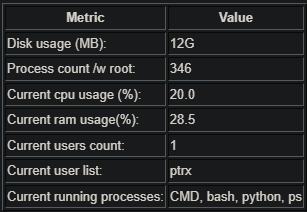 Metric Value
Disk usage (MB): 12G
Process count /w root: 346
Current cpu usage (%): 20.0
Current ram usage(%): 28.5
Current users count: 1
Current user list: ptrx
Current running processes: CMD, bash, python, ps